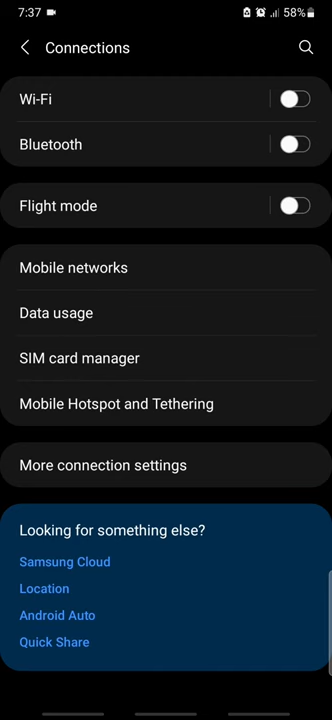 7:37
58%
Connections
Wi-Fi
Bluetooth
Flight mode
Mobile networks
Data usage
SIM card manager
Mobile Hotspot and Tethering
More connection settings
Looking for something else?
Samsung Cloud
Location
Android Auto
Quick Share